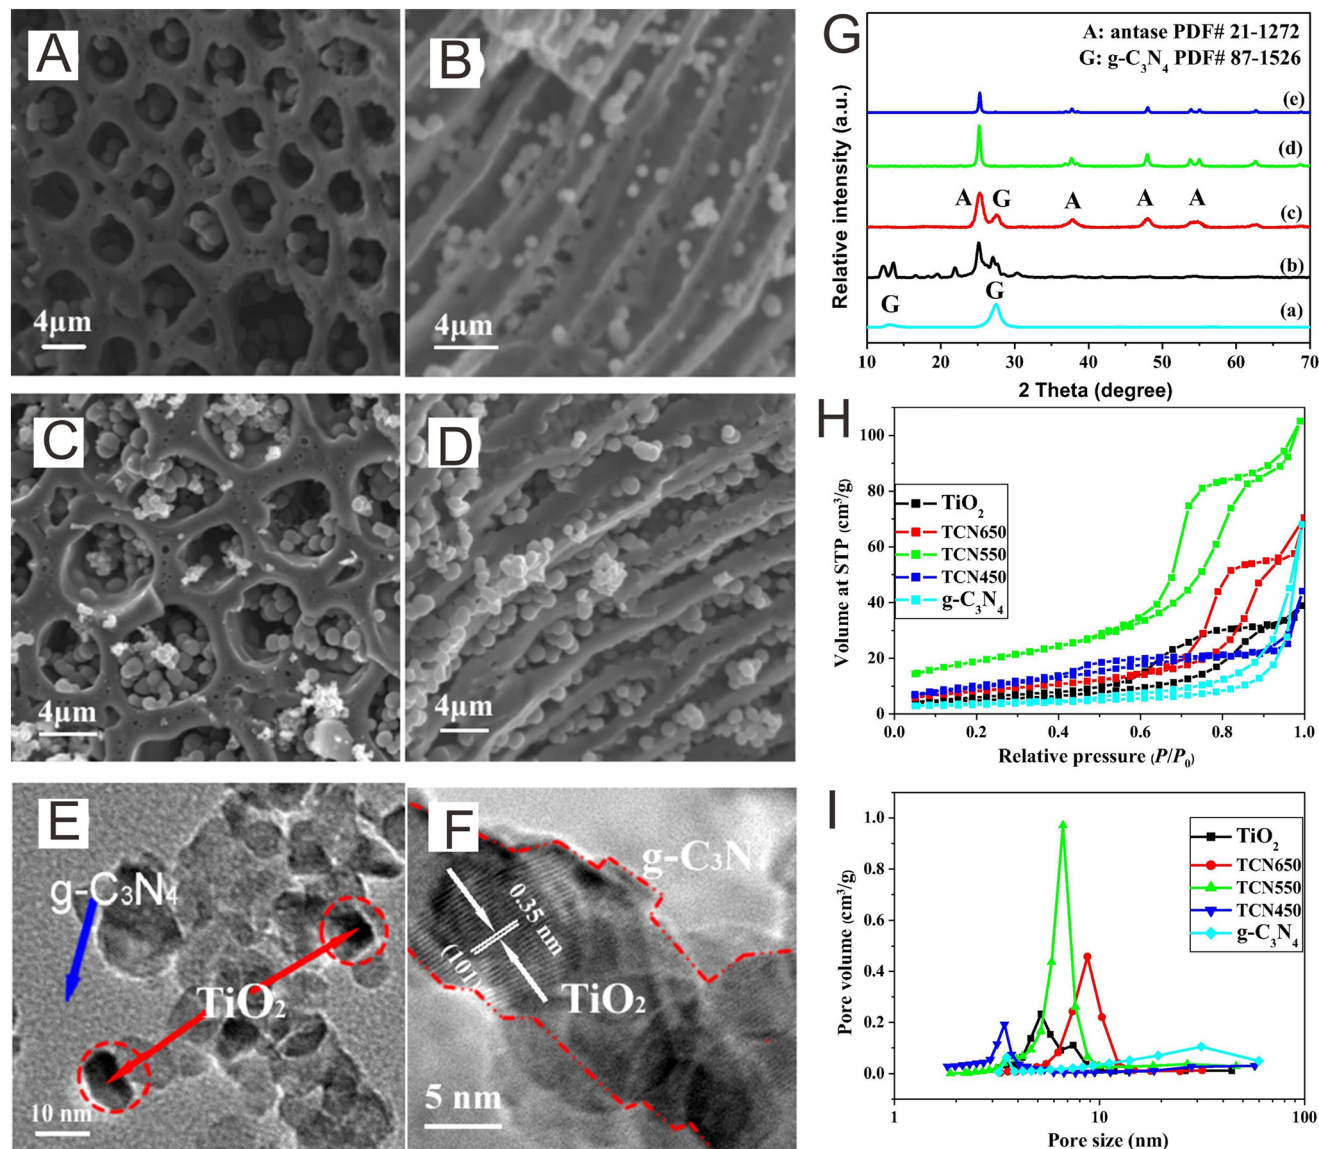 A
4μm
B
4μm
C
4μm
D
4μm
E
g-C₃N₄
TiO₂
10 nm
F
g-C₃N
0.35 nm
(101)
TiO₂
5 nm
G
A: antase PDF# 21-1272
G: g-C₃N₄ PDF# 87-1526
(e)
(d)
A G A A A
(c)
(b)
G G
(a)
Relative intensity (a.u.)
10 20 30 40 50 60 70
2 Theta (degree)
H
100
80
60
40
20
0
Volume at STP (cm³/g)
TiO₂
TCN650
TCN550
TCN450
g-C₃N₄
0.0 0.2 0.4 0.6 0.8 1.0
Relative pressure (P/P₀)
I
1.0
0.8
0.6
0.4
0.2
0.0
Pore volume (cm³/g)
TiO₂
TCN650
TCN550
TCN450
g-C₃N₄
1 10 100
Pore size (nm)